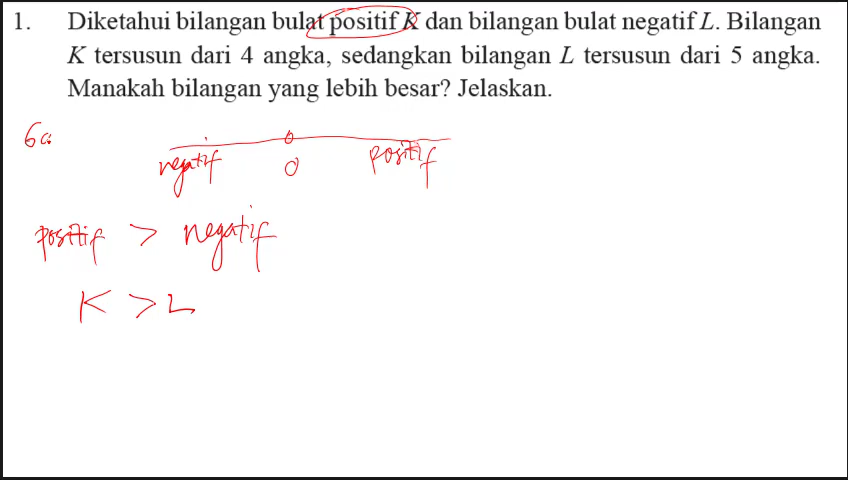 1. Diketahui bilangan bulat positif K dan bilangan bulat negatif L. Bilangan
K tersusun dari 4 angka, sedangkan bilangan L tersusun dari 5 angka.
Manakah bilangan yang lebih besar? Jelaskan.
negatif 0 positif
positif > negatif
K > L